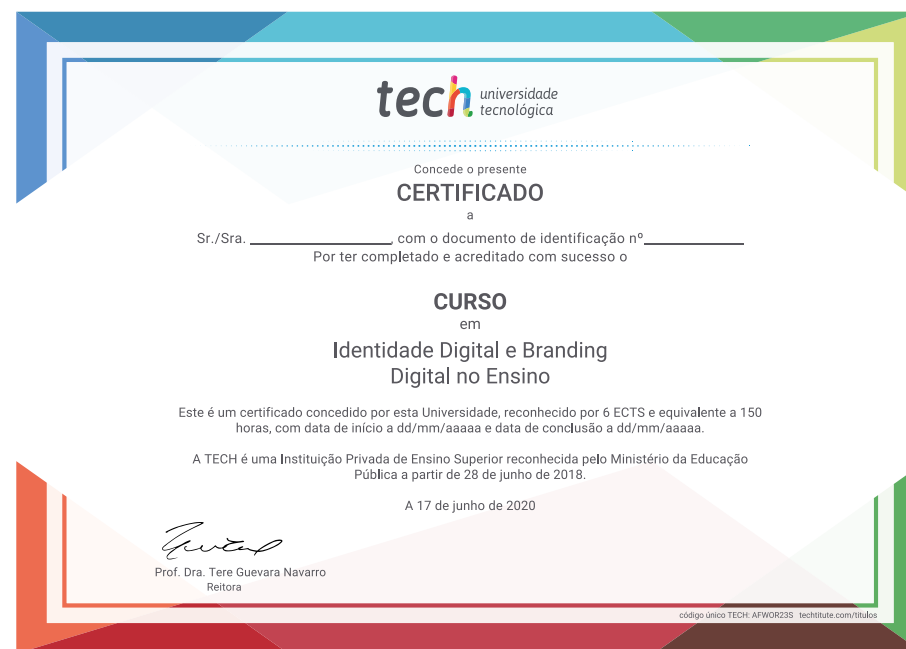 tech universidade
tecnológica
Concede o presente
CERTIFICADO
a
Sr./Sra. ____________________, com o documento de identificação nº______________
Por ter completado e acreditado com sucesso o
CURSO
em
Identidade Digital e Branding
Digital no Ensino
Este é um certificado concedido por esta Universidade, reconhecido por 6 ECTS e equivalente a 150
horas, com data de início a dd/mm/aaaaa e data de conclusão a dd/mm/aaaaa.
A TECH é uma Instituição Privada de Ensino Superior reconhecida pelo Ministério da Educação
Pública a partir de 28 de junho de 2018.
A 17 de junho de 2020
Prof. Dra. Tere Guevara Navarro
Reitora
código único TECH: AFWOR23S techtitute.com/titulos